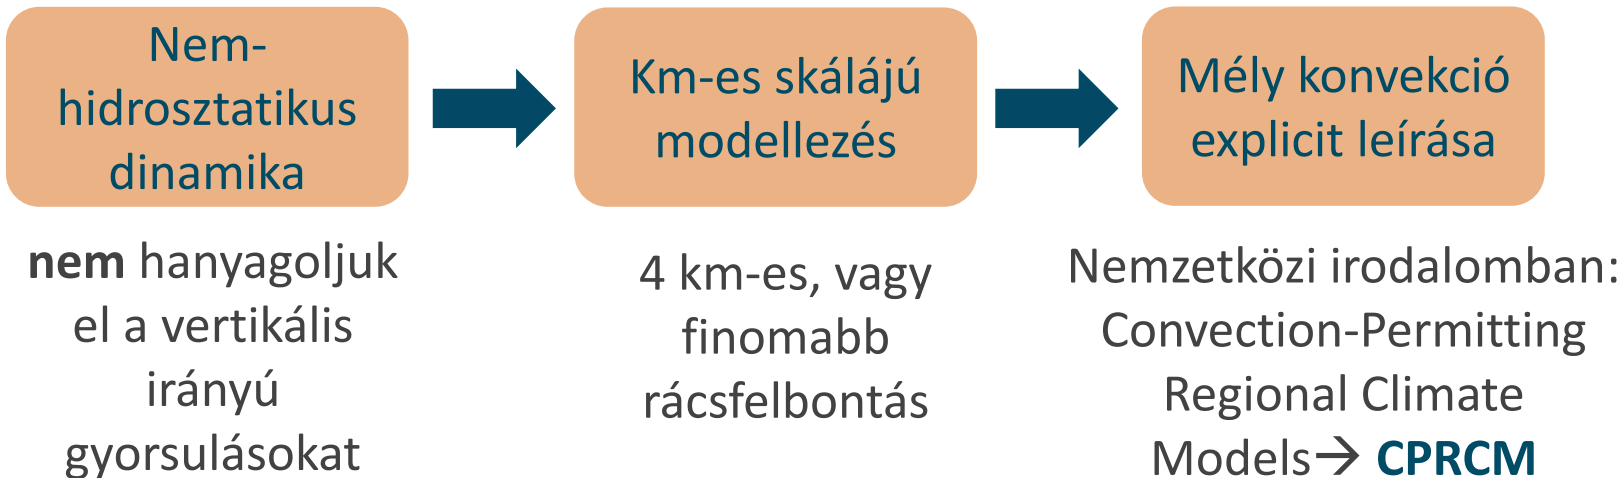 Nem-
hidrosztatikus
dinamika
nem hanyagoljuk
el a vertikális
irányú
gyorsulásokat
Km-es skálájú
modellezés
4 km-es, vagy
finomabb
rácsfelbontás
Mély konvekció
explicit leírása
Nemzetközi irodalomban:
Convection-Permitting
Regional Climate
Models→ CPRCM